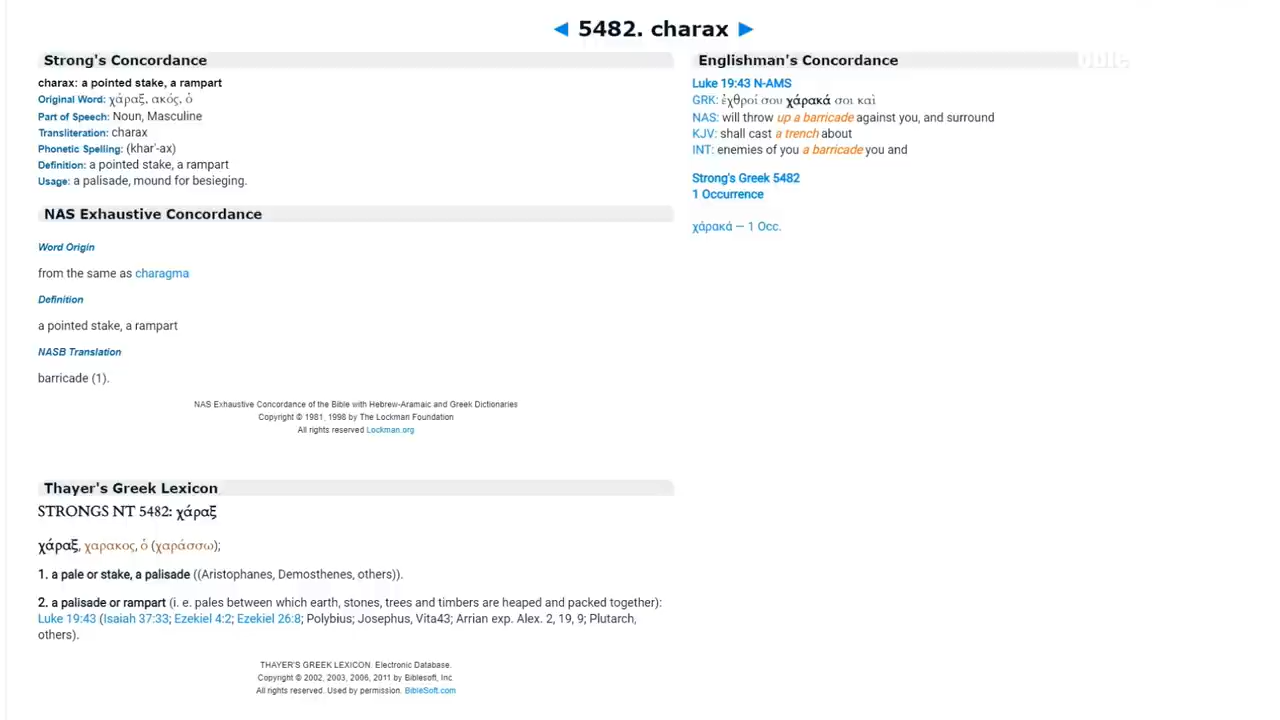 ◄ 5482. charax ►
Strong's Concordance
charax: a pointed stake, a rampart
Original Word: χάραξ, ακός, ὁ
Part of Speech: Noun, Masculine
Transliteration: charax
Phonetic Spelling: (khar'-ax)
Definition: a pointed stake, a rampart
Usage: a palisade, mound for besieging.
NAS Exhaustive Concordance
Word Origin
from the same as charagma
Definition
a pointed stake, a rampart
NASB Translation
barricade (1).
NAS Exhaustive Concordance of the Bible with Hebrew-Aramaic and Greek Dictionaries
Copyright © 1981, 1998 by The Lockman Foundation
All rights reserved Lockman.org
Thayer's Greek Lexicon
STRONGS NT 5482: χάραξ
χάραξ, χαρακος, ὁ (χαράσσω);
1. a pale or stake, a palisade ((Aristophanes, Demosthenes, others)).
2. a palisade or rampart (i. e. pales between which earth, stones, trees and timbers are heaped and packed together):
Luke 19:43 (Isaiah 37:33; Ezekiel 4:2; Ezekiel 26:8; Polybius; Josephus, Vita43; Arrian exp. Alex. 2, 19, 9; Plutarch,
others).
THAYER'S GREEK LEXICON, Electronic Database.
Copyright © 2002, 2003, 2006, 2011 by Biblesoft, Inc.
All rights reserved. Used by permission. BibleSoft.com
Englishman's Concordance
Luke 19:43 N-AMS
GRK: ἐχθροί σου χάρακά σοι καὶ
NAS: will throw up a barricade against you, and surround
KJV: shall cast a trench about
INT: enemies of you a barricade you and
Strong's Greek 5482
1 Occurrence
χάρακά — 1 Occ.